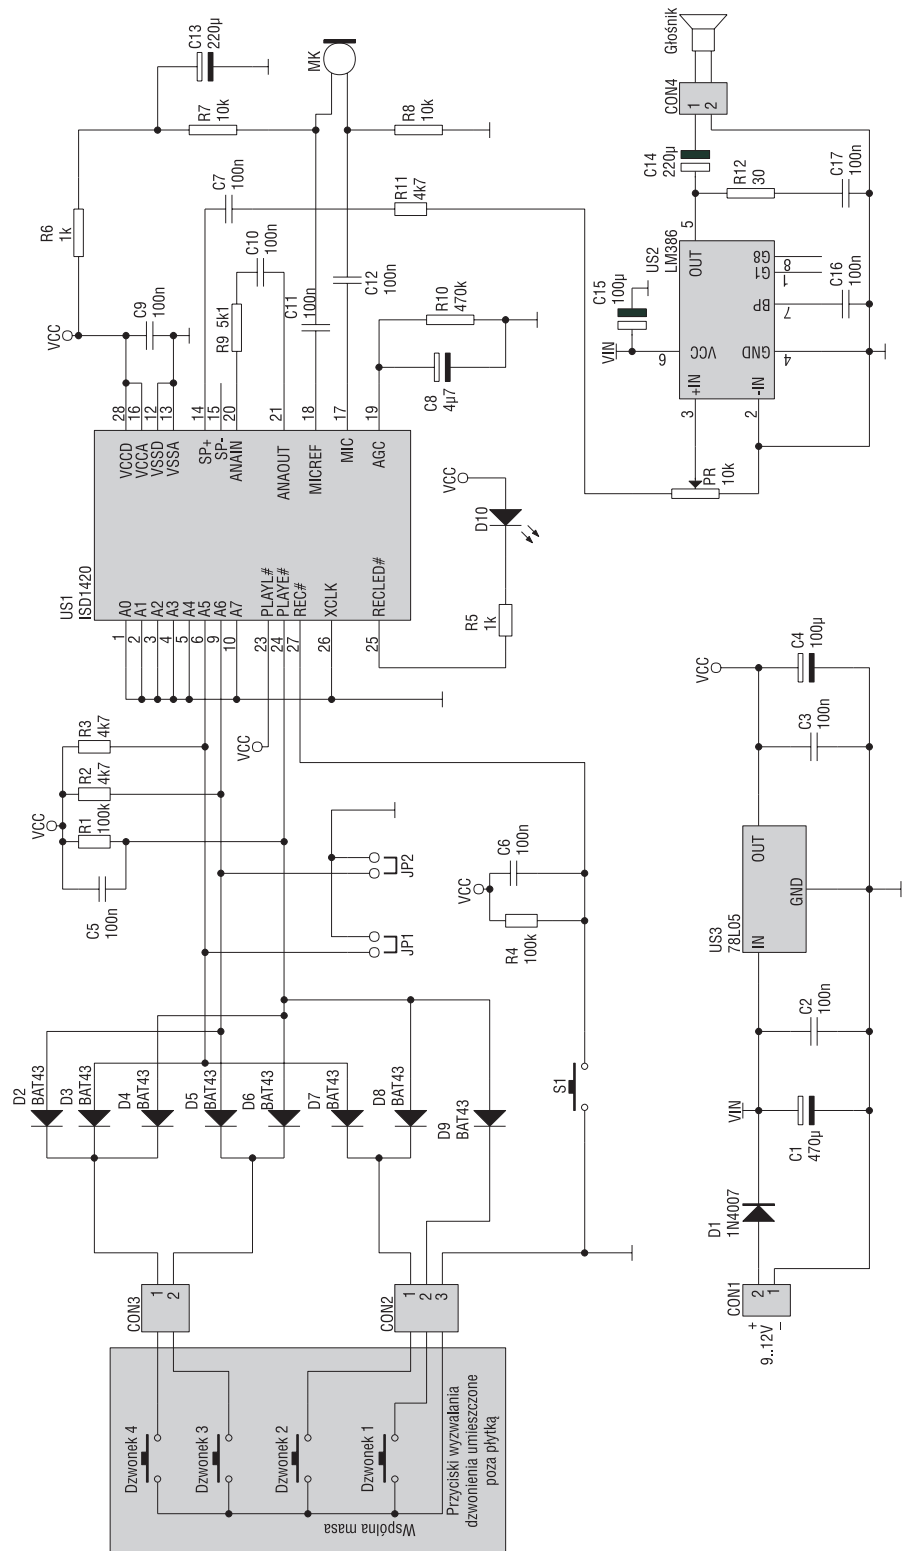 C13
220µ
MK
R7
10k
R8
10k
R6
1k
C7
100n
R11
4k7
C10
100n
R9 5k1
C11
100n
C12
100n
R10
470k
C8
4µ7
VCC
C9
100n
28
16
12
13
14
15
20
21
18
17
19
VCCD
VCCA
VSSD
VSSA
SP+
SP-
ANAIN
ANAOUT
MICREF
MIC
AGC
US1
ISD1420
A0
A1
A2
A3
A4
A5
A6
A7
PLAYL#
PLAYE#
REC#
XCLK
RECLED#
1
2
3
4
5
6
9
10
23
24
27
26
25
VCC
D10
R5
1k
VCC
R3
4k7
R2
4k7
R1
100k
C5
100n
VCC
JP2
JP1
VCC
C6
100n
R4
100k
S1
D2
BAT43
D3
BAT43
D4
BAT43
D5
BAT43
D6
BAT43
D7
BAT43
D8
BAT43
D9
BAT43
CON3
1
2
CON2
1
2
3
Dzwonek 4
Dzwonek 3
Dzwonek 2
Dzwonek 1
Wspólna masa
Przyciski wyzwalania
dzwonienia umieszczone
poza płytką
Głośnik
CON4
1
2
C14
220µ
R12
30
C17
100n
US2
LM386
OUT
5
G8
8
G1
1
BP
7
C16
100n
C15
100µ
VIN
6
VCC
GND
4
+NI
3
NI-
2
PR
10k
VCC
C4
100µ
C3
100n
US3
78L05
OUT
GND
IN
C2
100n
VIN
C1
470µ
D1
1N4007
CON1
2
1
+
9..12V
–